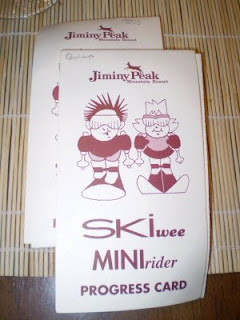 Jiminy Peak
Mountain Resort
Jiminy Peak
Mountain Resort
SKiwee
MINIrider
PROGRESS CARD